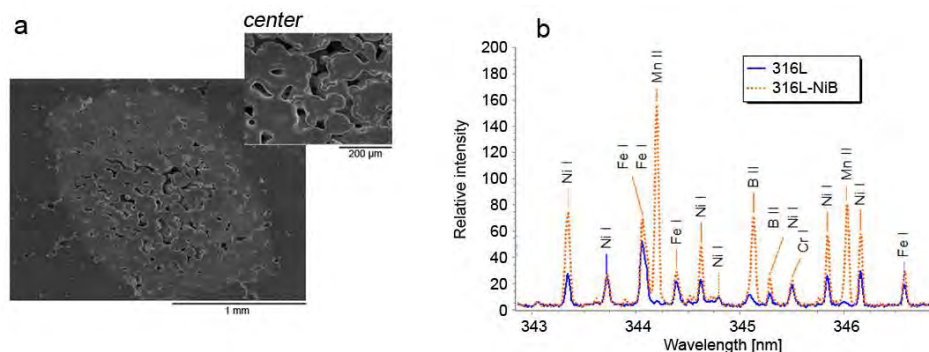 a
center
200 µm
1 mm
b
Relative intensity
200
180
160
140
120
100
80
60
40
20
0
316L
316L-NiB
Ni I
Ni I
Fe I
Fe I
Mn II
Fe I
Ni I
Ni I
B II
B II
Ni I
Cr I
Ni I
Mn II
Ni I
Fe I
343
344
345
346
Wavelength [nm]